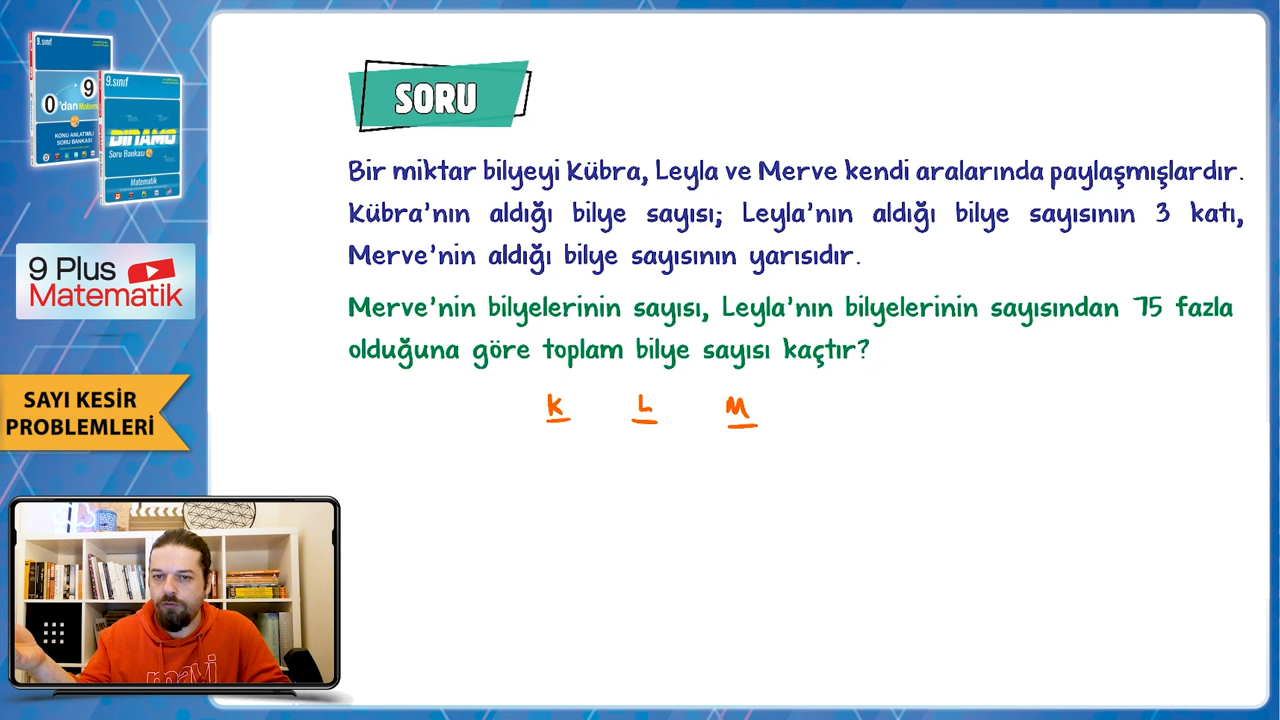 9.sınıf
0'dan 9
Matematik
KONU ANLATIMLI
SORU BANKASI
9.sınıf
DİNAMO
Soru Bankası
Matematik
9 Plus
Matematik
SAYI KESİR
PROBLEMLERİ
SORU
Bir miktar bilyeyi Kübra, Leyla ve Merve kendi aralarında paylaşmışlardır.
Kübra'nın aldığı bilye sayısı; Leyla'nın aldığı bilye sayısının 3 katı,
Merve'nin aldığı bilye sayısının yarısıdır.
Merve'nin bilyelerinin sayısı, Leyla'nın bilyelerinin sayısından 75 fazla
olduğuna göre toplam bilye sayısı kaçtır?
K L M